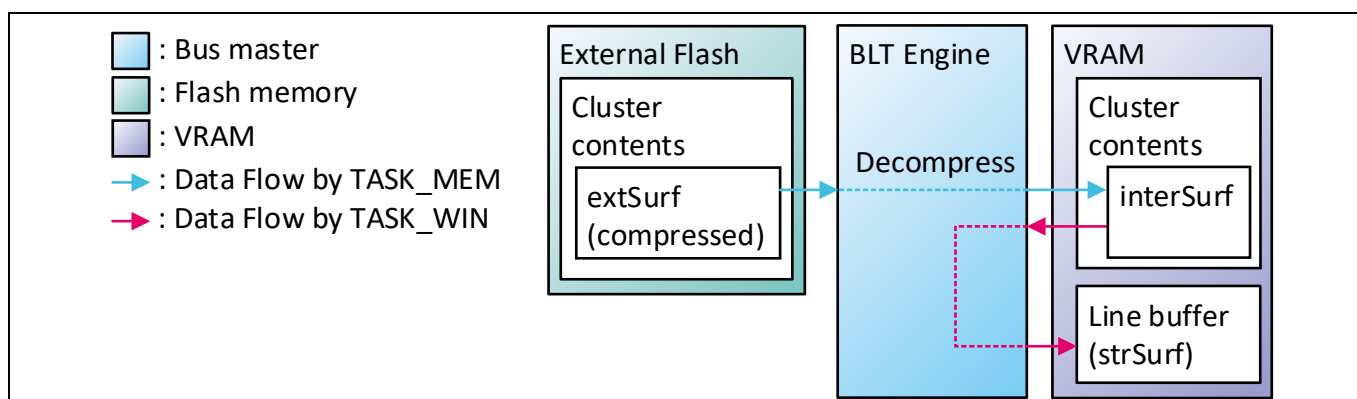 : Bus master
: Flash memory
: VRAM
: Data Flow by TASK_MEM
: Data Flow by TASK_WIN
External Flash
Cluster
contents
extSurf
(compressed)
BLT Engine
Decompress
VRAM
Cluster
contents
interSurf
Line buffer
(strSurf)